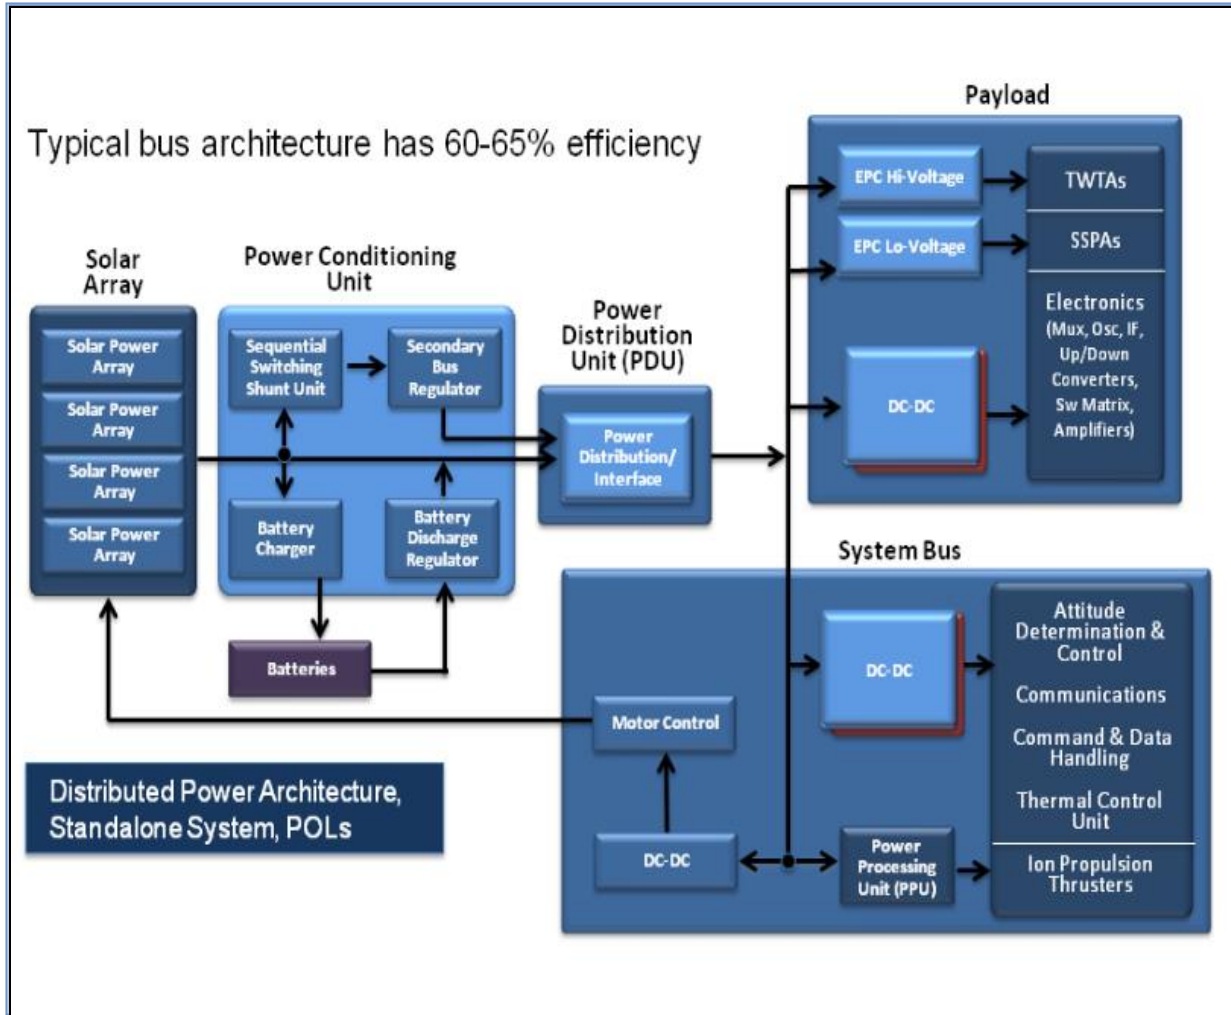 Typical bus architecture has 60-65% efficiency
Solar
Array
Solar Power
Array
Solar Power
Array
Solar Power
Array
Solar Power
Array
Power Conditioning
Unit
Sequential
Switching
Shunt Unit
Secondary
Bus
Regulator
Battery
Charger
Battery
Discharge
Regulator
Batteries
Power
Distribution
Unit (PDU)
Power
Distribution/
Interface
Payload
EPC Hi-Voltage
EPC Lo-Voltage
DC-DC
TWTAs
SSPAs
Electronics
(Mux, Osc, IF,
Up/Down
Converters,
Sw Matrix,
Amplifiers)
System Bus
DC-DC
Motor Control
DC-DC
Power
Processing
Unit (PPU)
Attitude
Determination &
Control
Communications
Command & Data
Handling
Thermal Control
Unit
Ion Propulsion
Thrusters
Distributed Power Architecture,
Standalone System, POLs